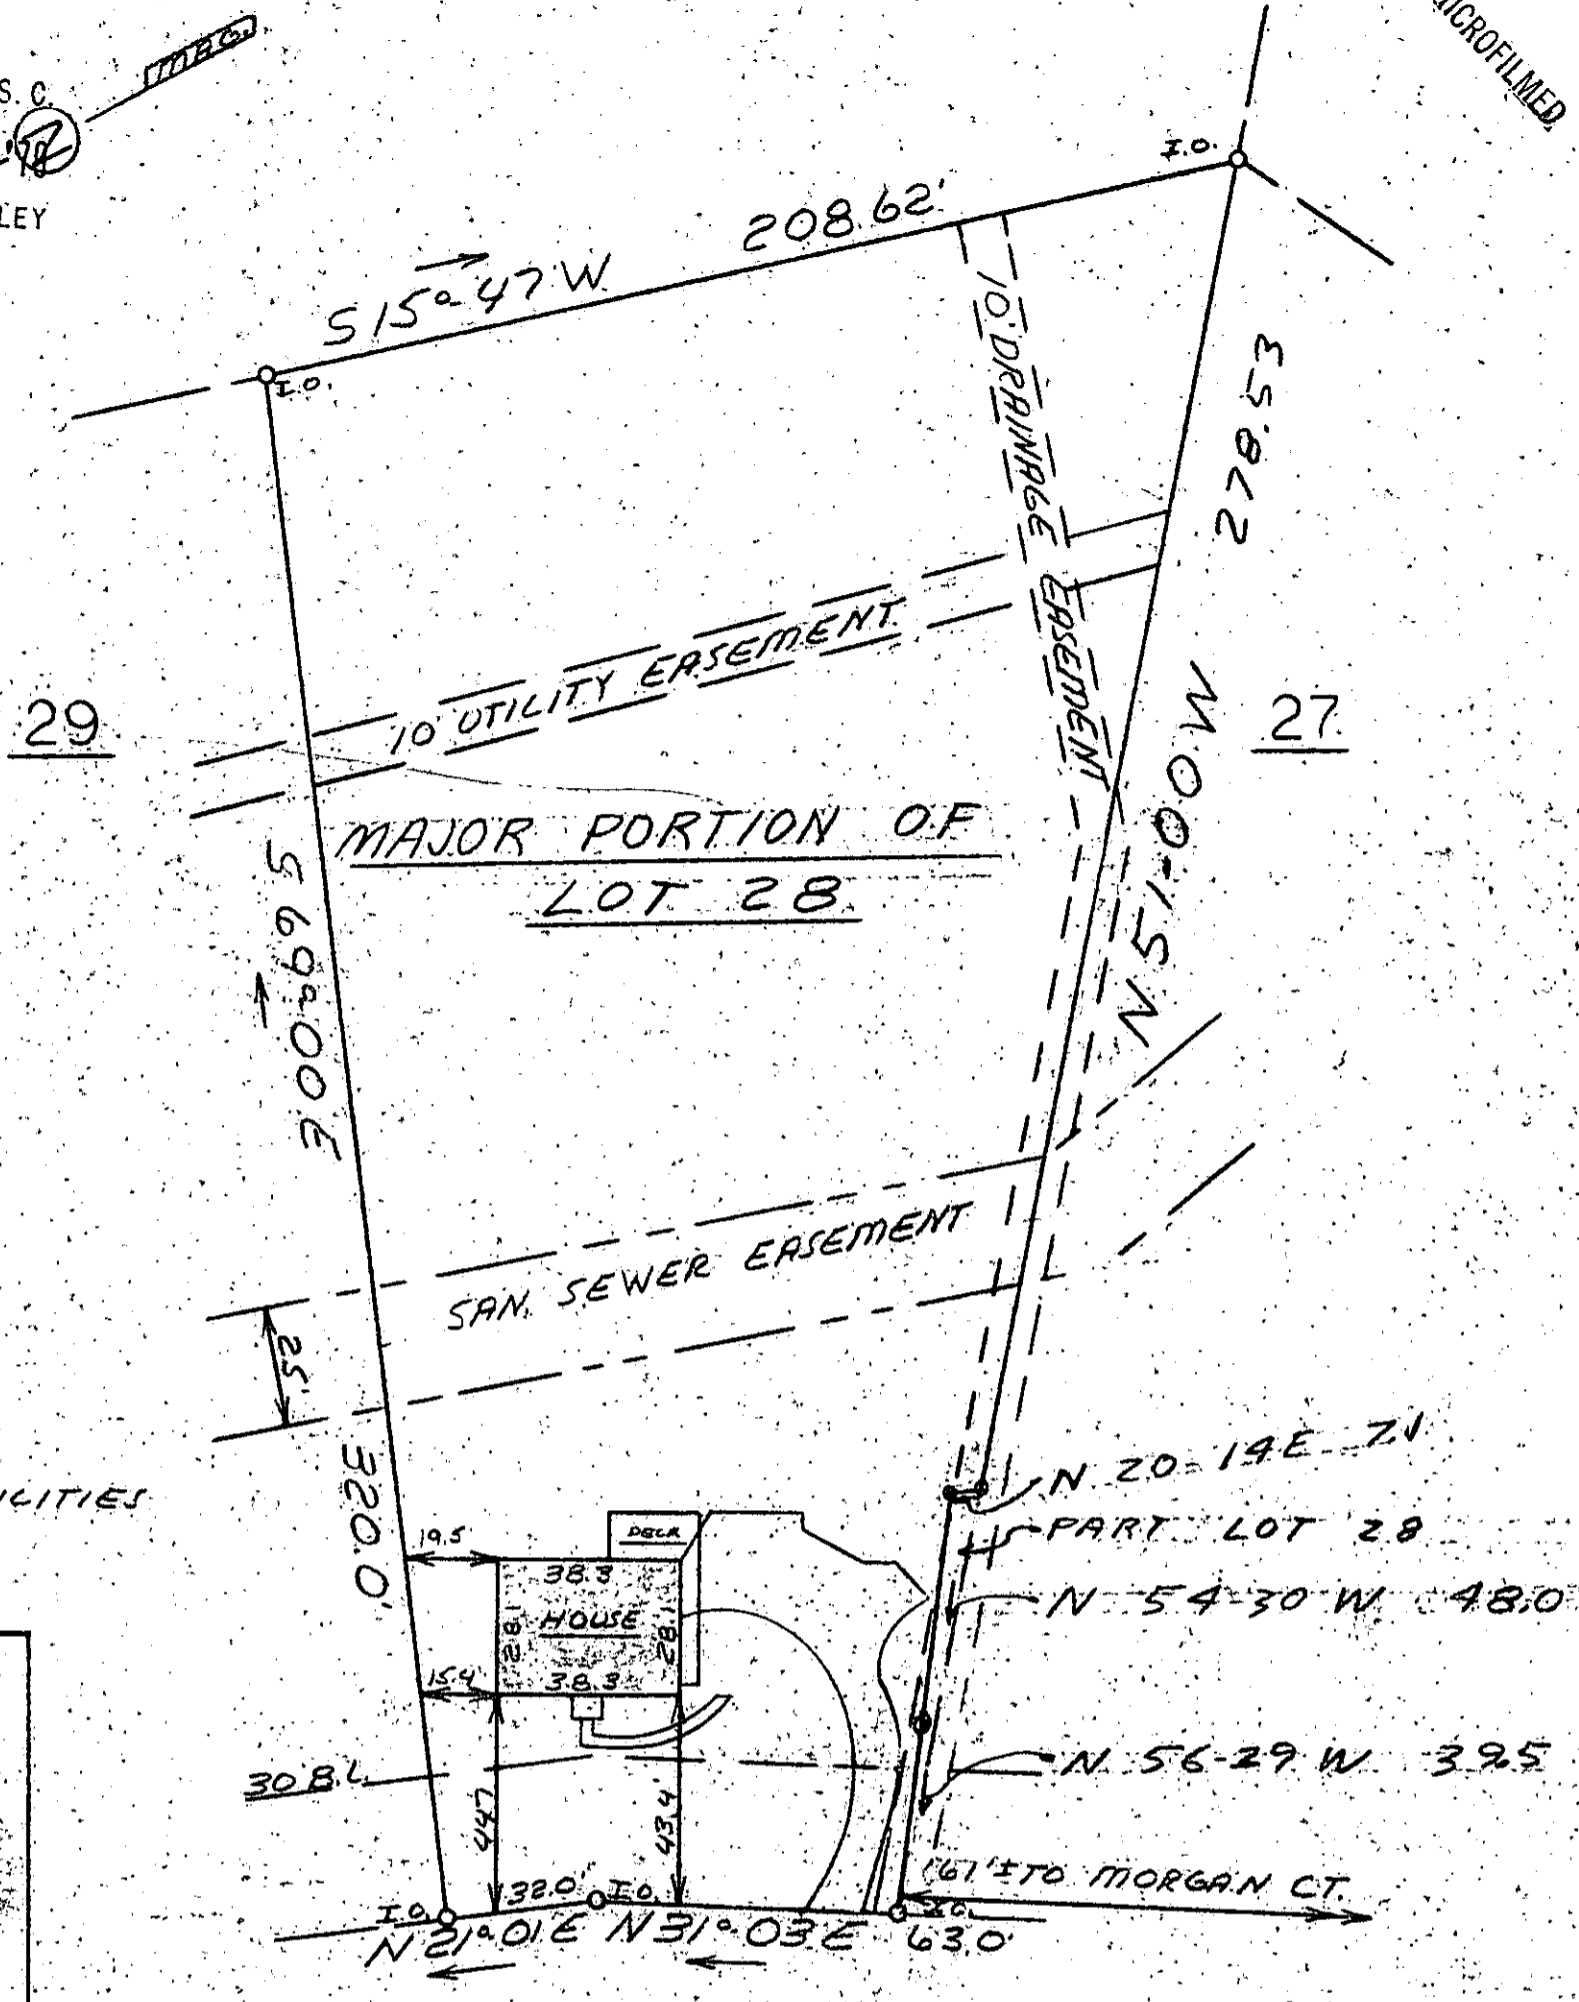 MAG.
S. C.
LEY
MICROFILMED
I.O.
208.62'
S 15°-47 W
I.O.
10' DRAINAGE EASEMENT
278.53
N 51-00 W
10' UTILITY EASEMENT
29
27
MAJOR PORTION OF
LOT 28
S 69°-00 E
320.0'
SAN. SEWER EASEMENT
25'
N 20-14 E 7.1
PART LOT 28
N 54-30 W 48.0
N 56-29 W 39.5
ILITIES
19.5
DECK
38.3
HOUSE
28.1
28.1
15.4
38.3
30 B.L.
44.7
43.4
167'± TO MORGAN CT.
I.O.
32.0'
I.O.
I.O.
N 21°-01 E N 31°-03 E 63.0'